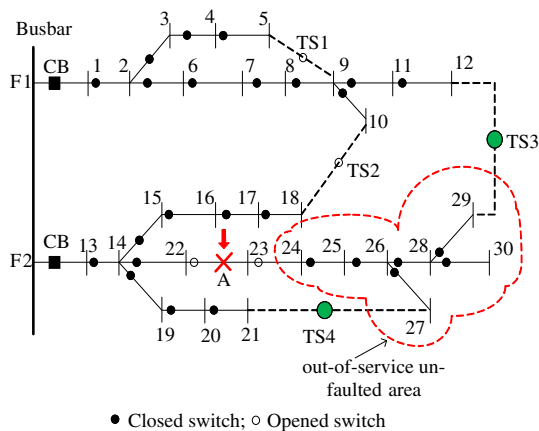 Busbar
3 4 5
TS1
CB
F1 1 2 6 7 8 9 11 12
10
TS3
TS2
15 16 17 18
29
CB
F2 13 14 22 23 24 25 26 28 30
A
19 20 21
TS4
27
out-of-service un-
faulted area
Closed switch; Opened switch